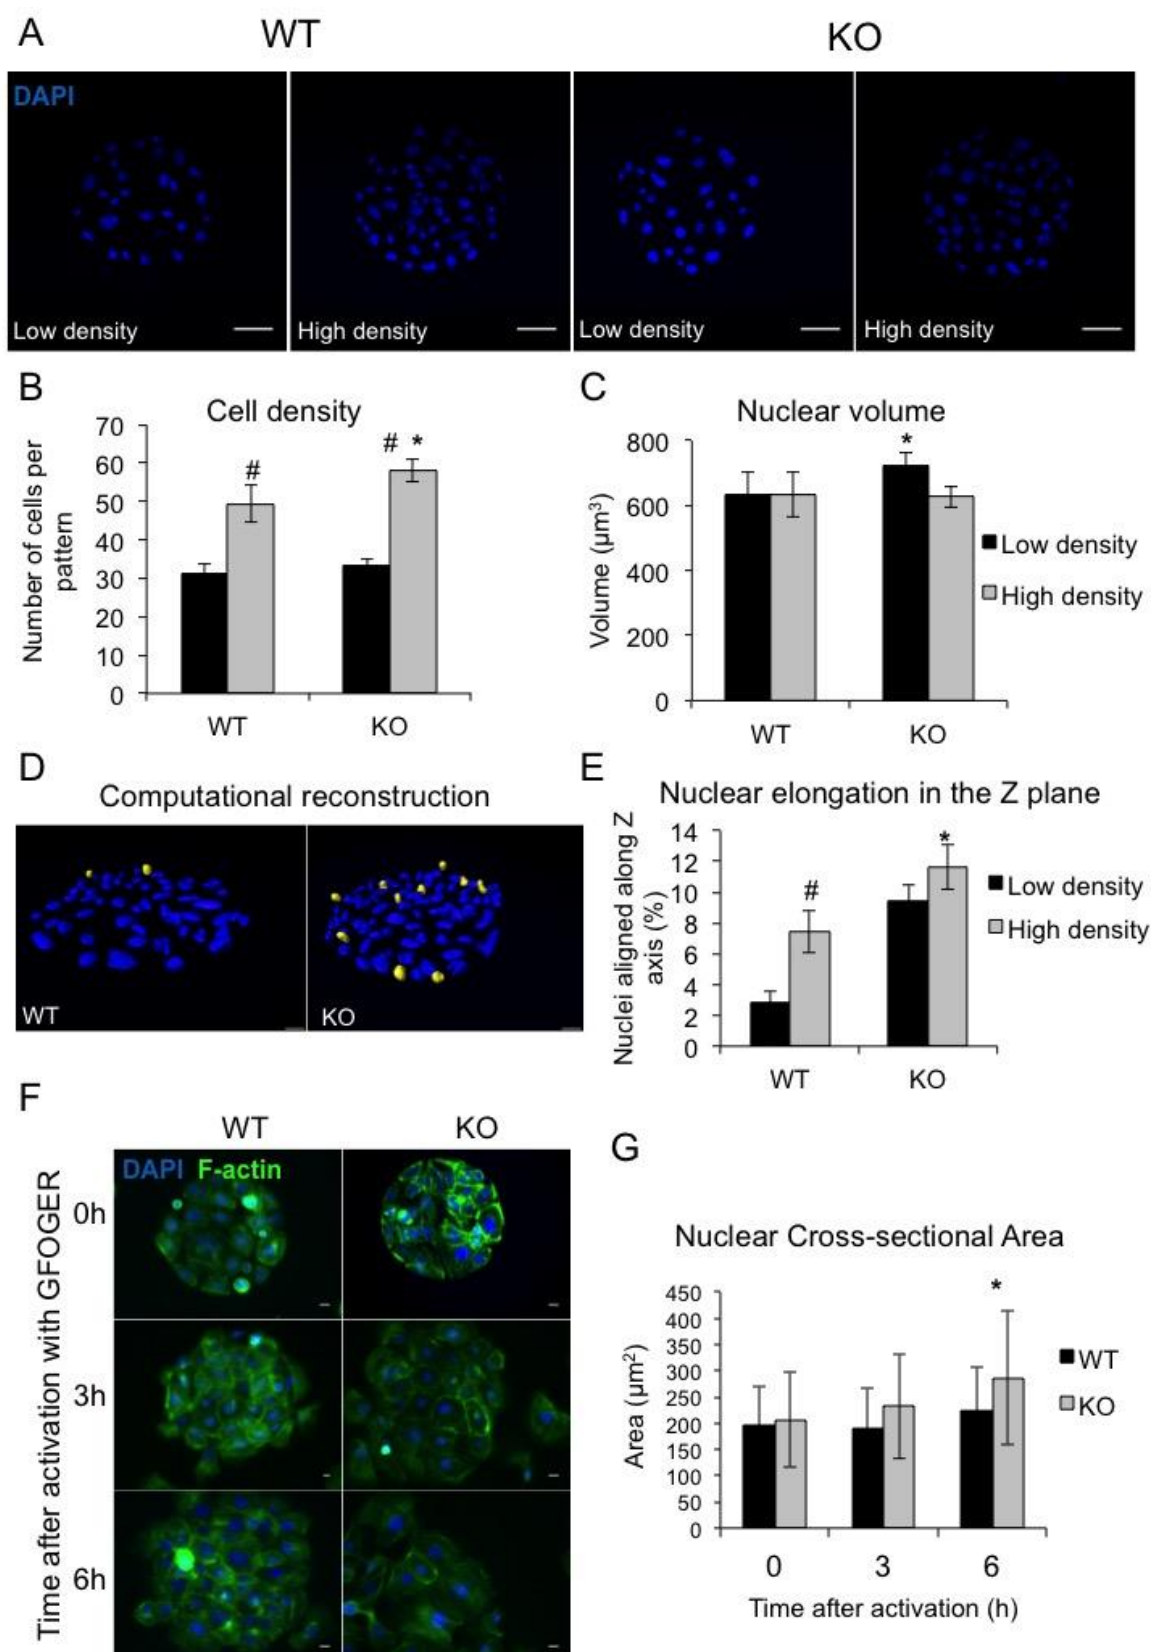 A
WT
KO
DAPI
Low density
High density
Low density
High density
B
Cell density
Number of cells per
pattern
70
60
50
40
30
20
10
0
#
# *
WT
KO
C
Nuclear volume
Volume (µm³)
800
600
400
200
0
*
WT
KO
Low density
High density
D
Computational reconstruction
WT
KO
E
Nuclear elongation in the Z plane
Nuclei aligned along Z
axis (%)
14
12
10
8
6
4
2
0
#
*
WT
KO
Low density
High density
F
WT
KO
Time after activation with GFOGER
DAPI F-actin
0h
3h
6h
G
Nuclear Cross-sectional Area
Area (µm²)
450
400
350
300
250
200
150
100
50
0
*
0
3
6
Time after activation (h)
WT
KO